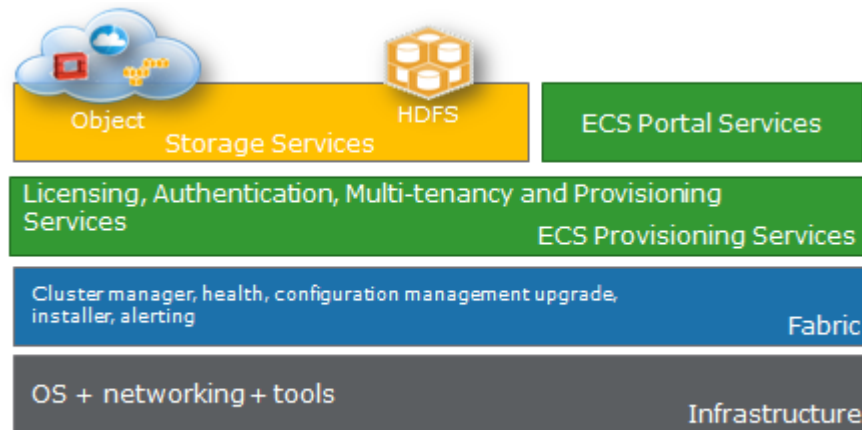 Object
HDFS
Storage Services
ECS Portal Services
Licensing, Authentication, Multi-tenancy and Provisioning
Services
ECS Provisioning Services
Cluster manager, health, configuration management upgrade,
installer, alerting
Fabric
OS + networking + tools
Infrastructure